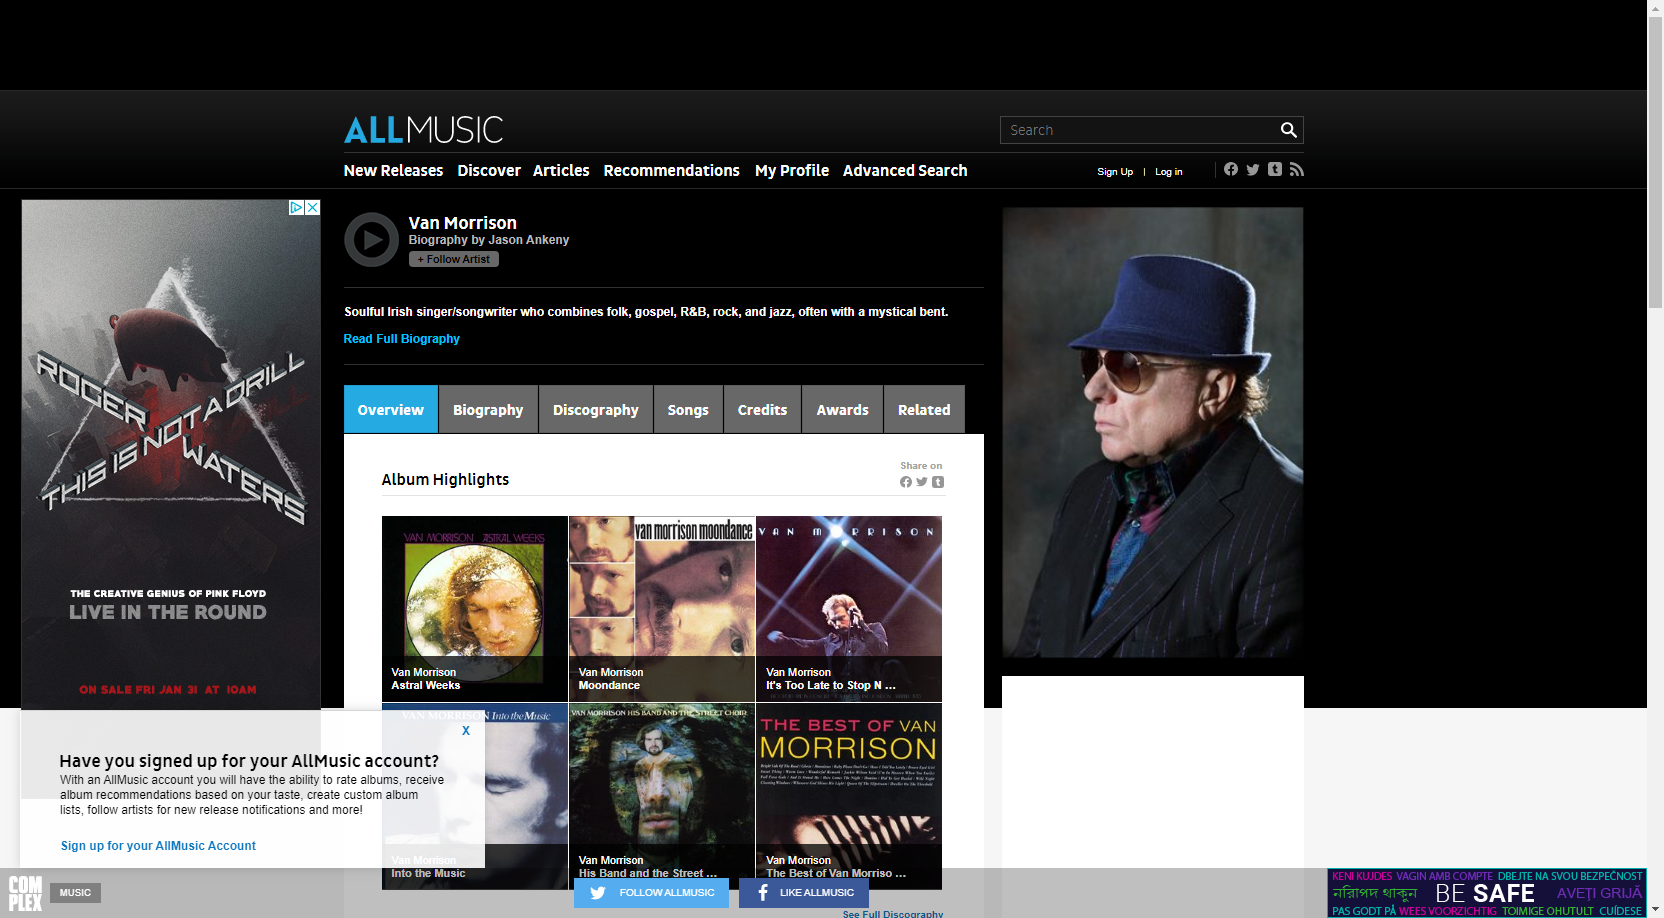 ALLMUSIC
Search
New Releases Discover Articles Recommendations My Profile Advanced Search
Sign Up | Log in
Van Morrison
Biography by Jason Ankeny
+ Follow Artist
Soulful Irish singer/songwriter who combines folk, gospel, R&B, rock, and jazz, often with a mystical bent.
Read Full Biography
Overview Biography Discography Songs Credits Awards Related
ROGER WATERS
THIS IS NOT A DRILL
THE CREATIVE GENIUS OF PINK FLOYD
LIVE IN THE ROUND
ON SALE FRI JAN 31 AT 10AM
Album Highlights
Share on
VAN MORRISON ASTRAL WEEKS
van morrison moondance
VAN MORRISON
Van Morrison
Astral Weeks
Van Morrison
Moondance
Van Morrison
It's Too Late to Stop N ...
VAN MORRISON Into the Music
VAN MORRISON HIS BAND AND THE STREET CHOIR
THE BEST OF VAN
MORRISON
Van Morrison
Into the Music
Van Morrison
His Band and the Street ...
Van Morrison
The Best of Van Morriso ...
See Full Discography
X
Have you signed up for your AllMusic account?
With an AllMusic account you will have the ability to rate albums, receive
album recommendations based on your taste, create custom album
lists, follow artists for new release notifications and more!
Sign up for your AllMusic Account
COMPLEX
MUSIC
FOLLOW ALLMUSIC
LIKE ALLMUSIC
KENI KUJDES VAGIN AMB COMPTE DBEJTE NA SVOU BEZPEČNOST
নিরাপদ থাকুন BE SAFE AVEȚI GRIJĂ
PAS GODT PÅ WEES VOORZICHTIG TOIMIGE OHUTULT CUÍDESE